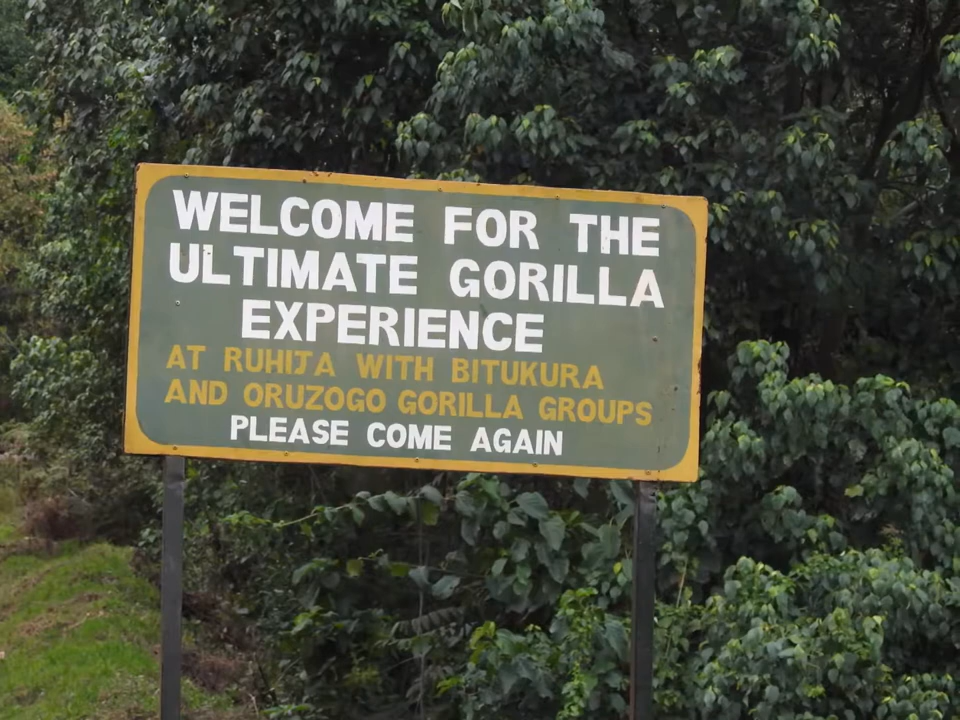 WELCOME FOR THE
ULTIMATE GORILLA
EXPERIENCE
AT RUHIJA WITH BITUKURA
AND ORUZOGO GORILLA GROUPS
PLEASE COME AGAIN